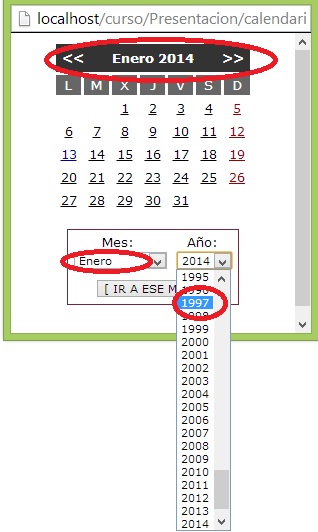 localhost/curso/Presentacion/calendari
<< Enero 2014 >>
L M X J V S D
1 2 3 4 5
6 7 8 9 10 11 12
13 14 15 16 17 18 19
20 21 22 23 24 25 26
27 28 29 30 31
Mes: Año:
Enero 2014
[ IR A ESE M
1995
1996
1997
1998
1999
2000
2001
2002
2003
2004
2005
2006
2007
2008
2009
2010
2011
2012
2013
2014